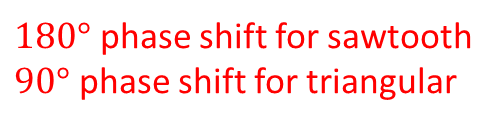 180° phase shift for sawtooth
90° phase shift for triangular